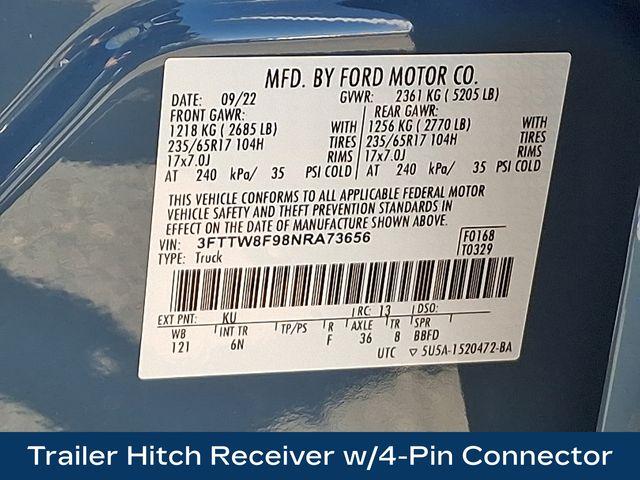 MFD. BY FORD MOTOR CO.
DATE: 09/22 GVWR: 2361 KG ( 5205 LB)
FRONT GAWR: REAR GAWR:
1218 KG ( 2685 LB) WITH 1256 KG ( 2770 LB) WITH
235/65R17 104H TIRES 235/65R17 104H TIRES
17x7.0J RIMS 17x7.0J RIMS
AT 240 kPa/ 35 PSI COLD AT 240 kPa/ 35 PSI COLD
THIS VEHICLE CONFORMS TO ALL APPLICABLE FEDERAL MOTOR
VEHICLE SAFETY AND THEFT PREVENTION STANDARDS IN
EFFECT ON THE DATE OF MANUFACTURE SHOWN ABOVE.
VIN: 3FTTW8F98NRA73656 F0168
TYPE: Truck T0329
EXT PNT: KU RC: 13 DSO:
WB INT TR TP/PS R AXLE TR SPR
121 6N F 36 8 BBFD
UTC ▽ 5U5A-1520472-BA
Trailer Hitch Receiver w/4-Pin Connector